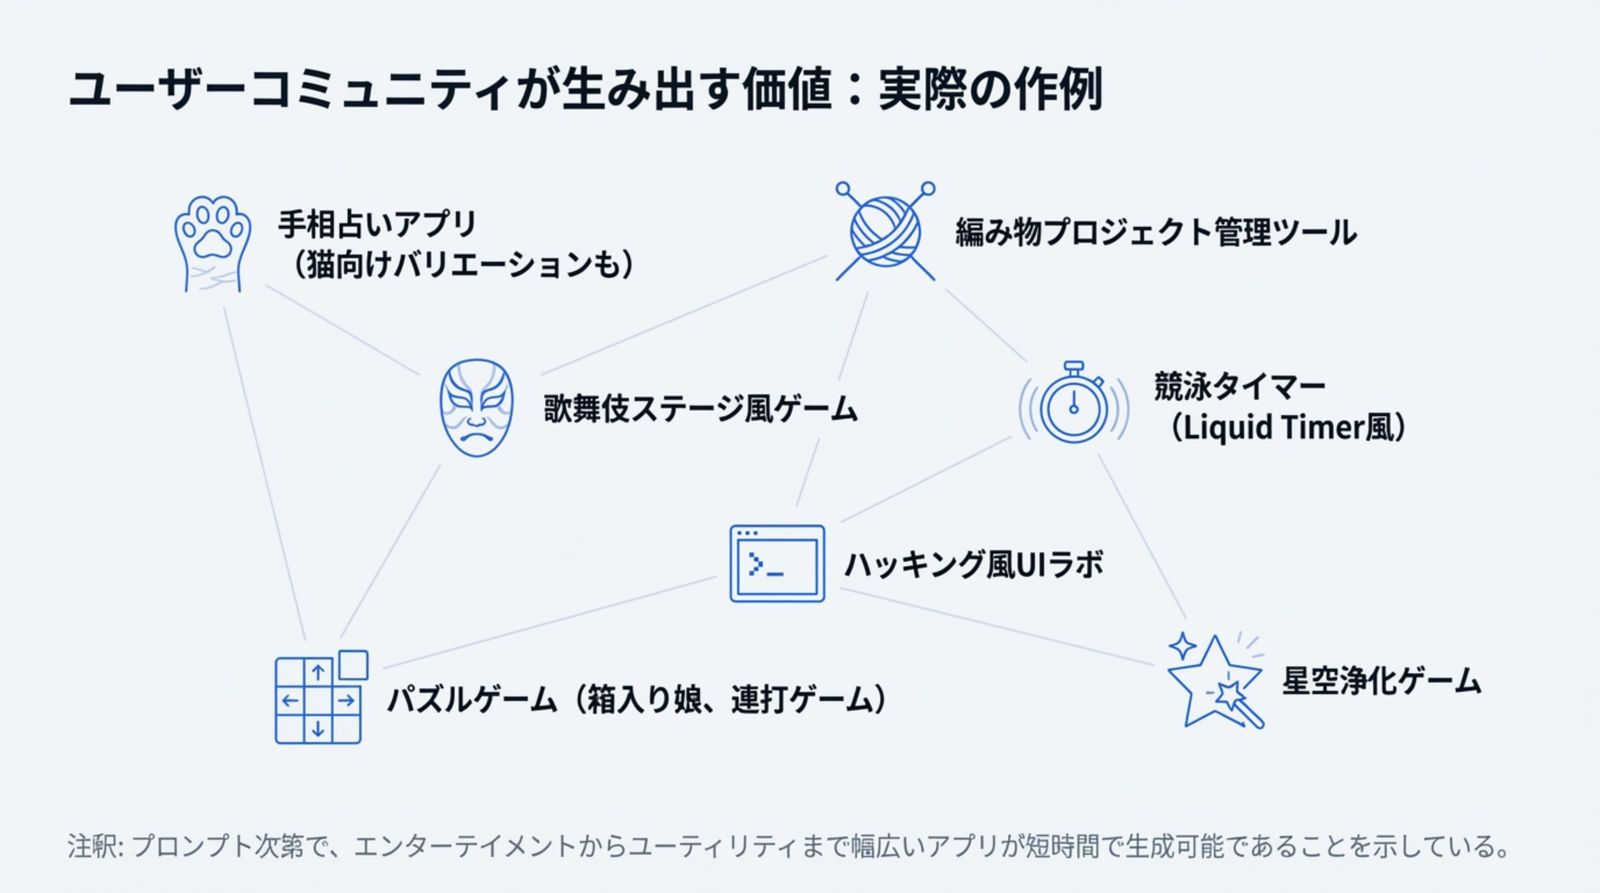 ユーザーコミュニティが生み出す価値：実際の作例
手相占いアプリ
（猫向けバリエーションも）
編み物プロジェクト管理ツール
歌舞伎ステージ風ゲーム
競泳タイマー
（Liquid Timer風）
>_
ハッキング風UIラボ
パズルゲーム（箱入り娘、連打ゲーム）
星空浄化ゲーム
注釈: プロンプト次第で、エンターテイメントからユーティリティまで幅広いアプリが短時間で生成可能であることを示している。